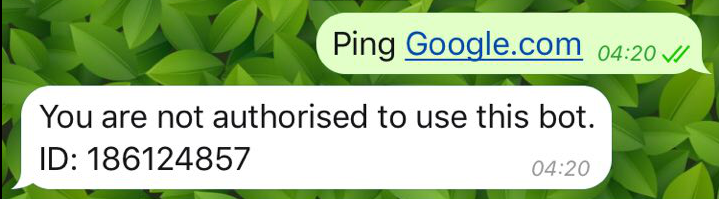 Ping Google.com 04:20
You are not authorised to use this bot.
ID: 186124857 04:20